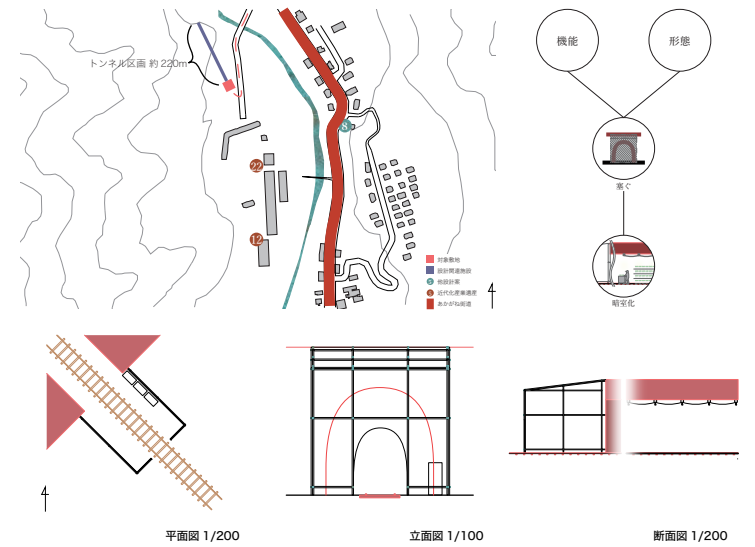 トンネル区画 約220m
機能
形態
8
塞ぐ
22
12
対象敷地
設計関連施設
他設計案
近代化産業遺産
あかがね街道
暗室化
平面図 1/200
立面図 1/100
断面図 1/200